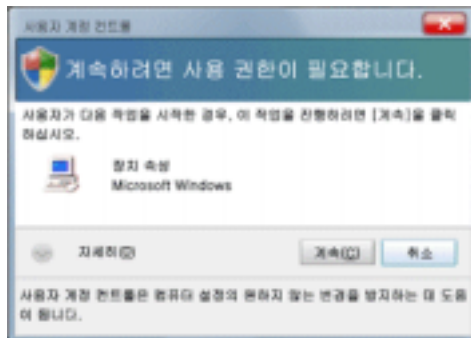 사용자 계정 컨트롤
계속하려면 사용 권한이 필요합니다.
사용자가 다음 작업을 시작한 경우, 이 작업을 진행하려면 [계속]을 클릭
하십시오.
장치 속성
Microsoft Windows
자세히(D)
계속(C)
취소
사용자 계정 컨트롤은 컴퓨터 설정의 원하지 않는 변경을 방지하는 데 도움
이 됩니다.